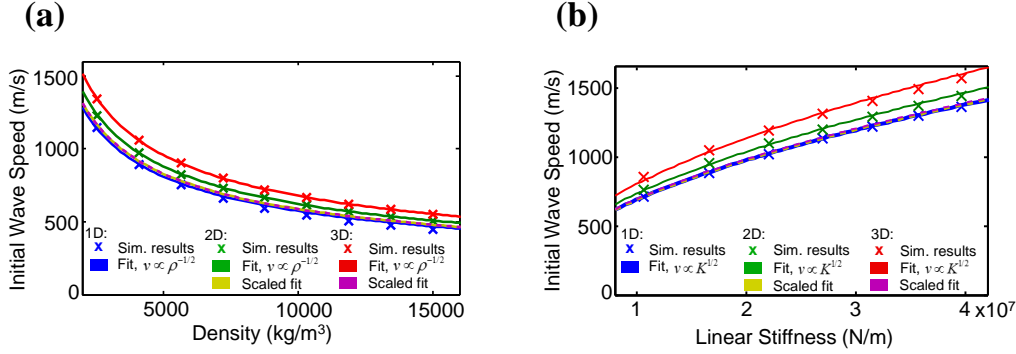 (a)
Initial Wave Speed (m/s)
1500
1000
500
0
1D: 2D: 3D:
Sim. results Sim. results Sim. results
Fit, v ∝ ρ^{-1/2} Fit, v ∝ ρ^{-1/2} Fit, v ∝ ρ^{-1/2}
Scaled fit Scaled fit
5000 10000 15000
Density (kg/m³)
(b)
Initial Wave Speed (m/s)
1500
1000
500
0
1D: 2D: 3D:
Sim. results Sim. results Sim. results
Fit, v ∝ K^{1/2} Fit, v ∝ K^{1/2} Fit, v ∝ K^{1/2}
Scaled fit Scaled fit
1 2 3 4 x 10⁷
Linear Stiffness (N/m)